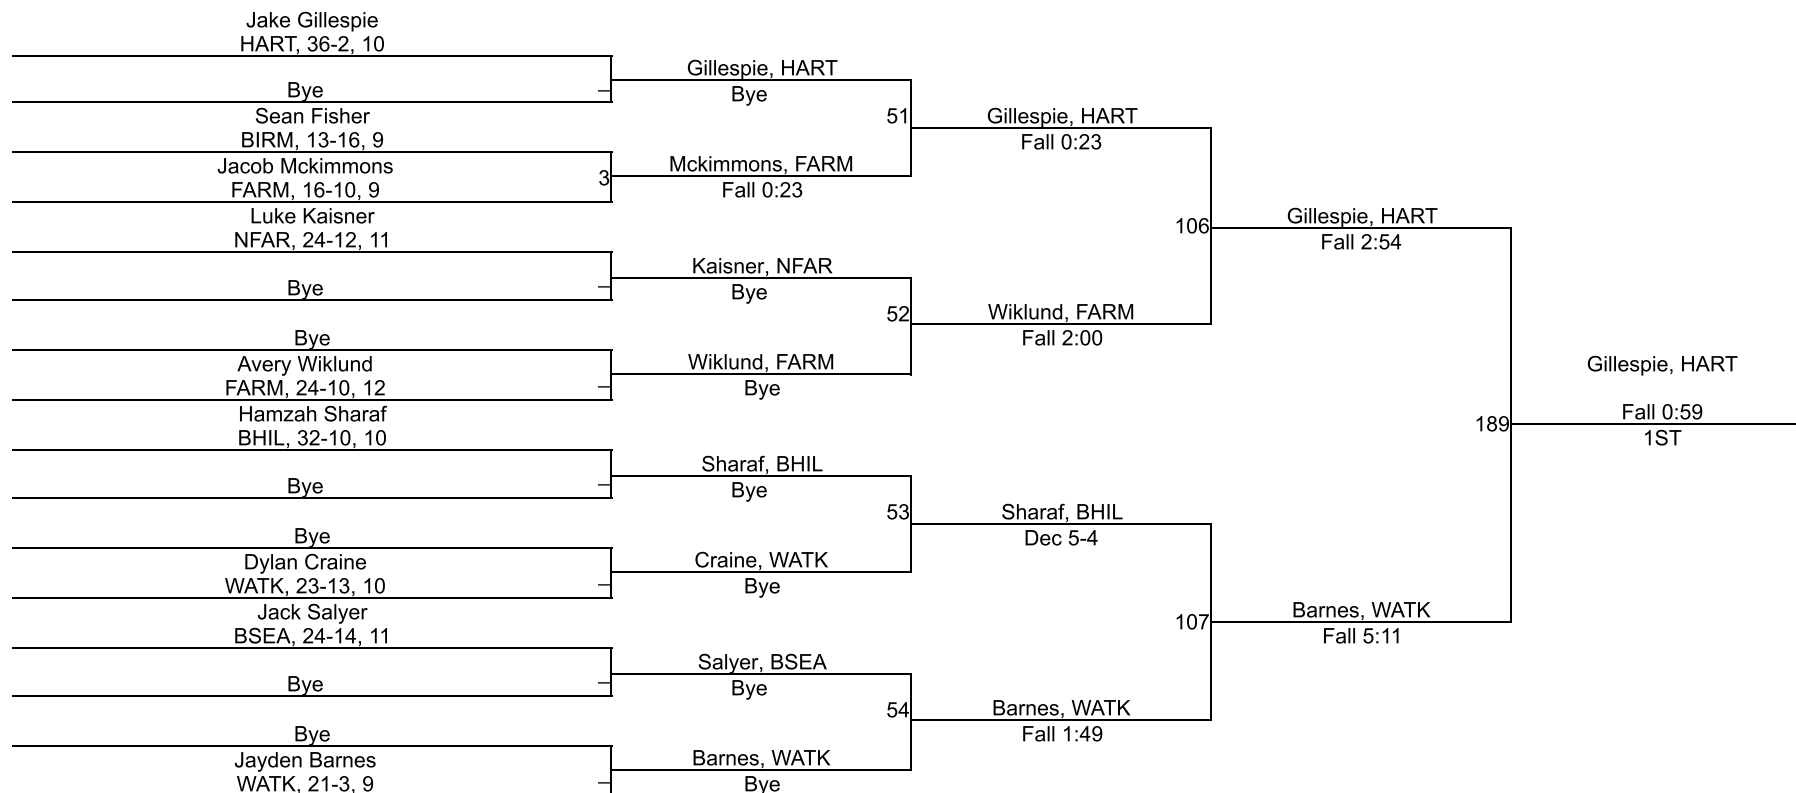 Jake Gillespie
HART, 36-2, 10
Bye
Sean Fisher
BIRM, 13-16, 9
Jacob Mckimmons
FARM, 16-10, 9
3
Luke Kaisner
NFAR, 24-12, 11
Bye
Bye
Avery Wiklund
FARM, 24-10, 12
Hamzah Sharaf
BHIL, 32-10, 10
Bye
Bye
Dylan Craine
WATK, 23-13, 10
Jack Salyer
BSEA, 24-14, 11
Bye
Bye
Jayden Barnes
WATK, 21-3, 9
Gillespie, HART
Bye
51
Mckimmons, FARM
Fall 0:23
Kaisner, NFAR
Bye
52
Wiklund, FARM
Bye
Sharaf, BHIL
Bye
53
Craine, WATK
Bye
Salyer, BSEA
Bye
54
Barnes, WATK
Bye
Gillespie, HART
Fall 0:23
106
Wiklund, FARM
Fall 2:00
Sharaf, BHIL
Dec 5-4
107
Barnes, WATK
Fall 1:49
Gillespie, HART
Fall 2:54
189
Barnes, WATK
Fall 5:11
Gillespie, HART
Fall 0:59
1ST